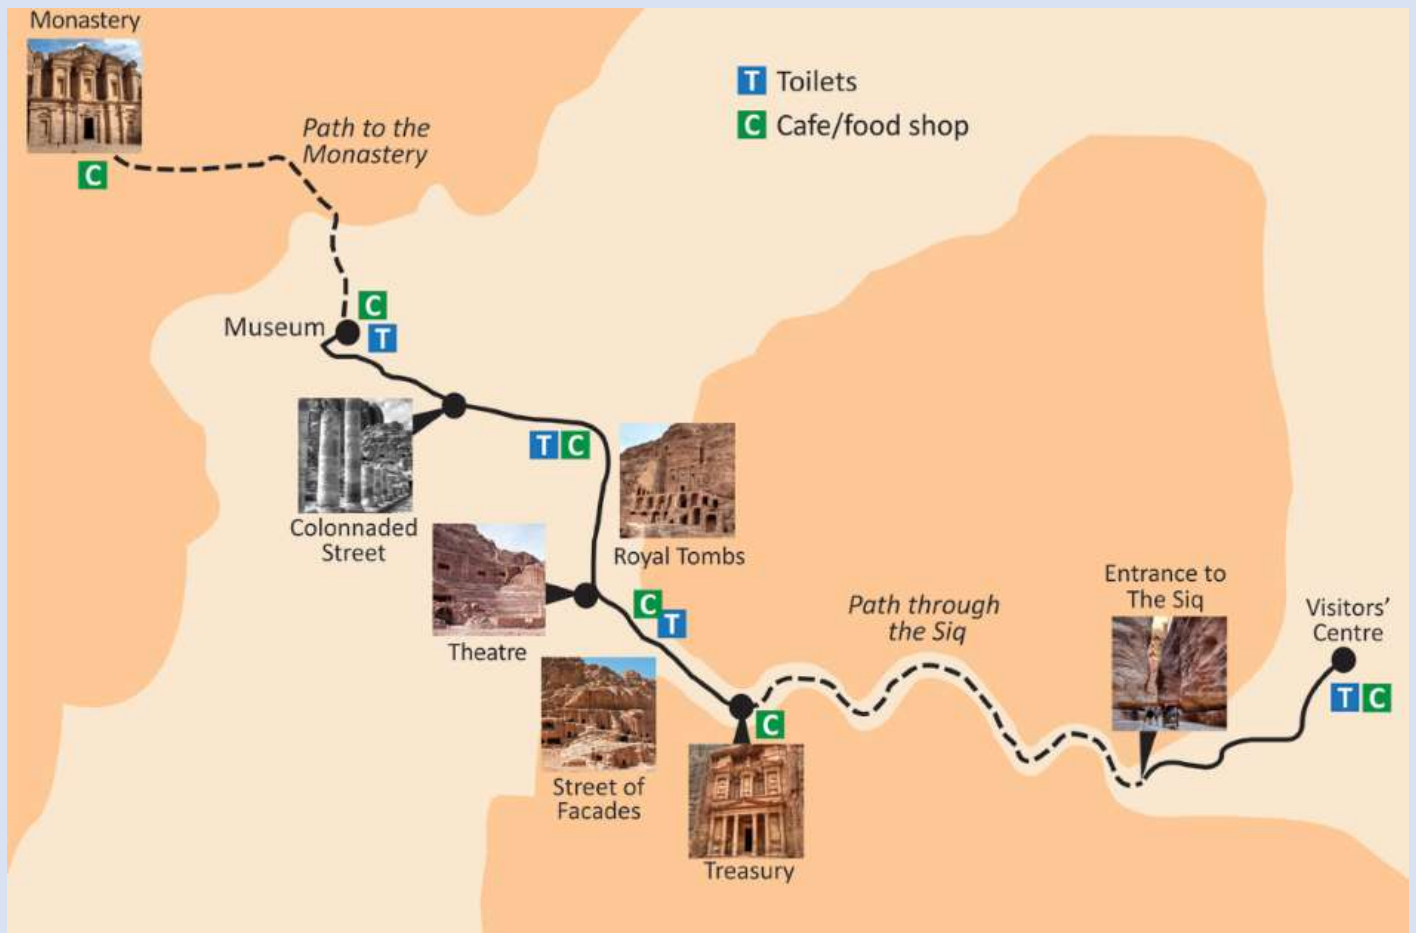 Monastery
Path to the
Monastery
C
T Toilets
C Cafe/food shop
Museum
C
T
T C
Colonnaded
Street
Royal Tombs
Theatre
C
T
Street of
Facades
C
Treasury
Path through
the Siq
Entrance to
The Siq
Visitors’
Centre
T C